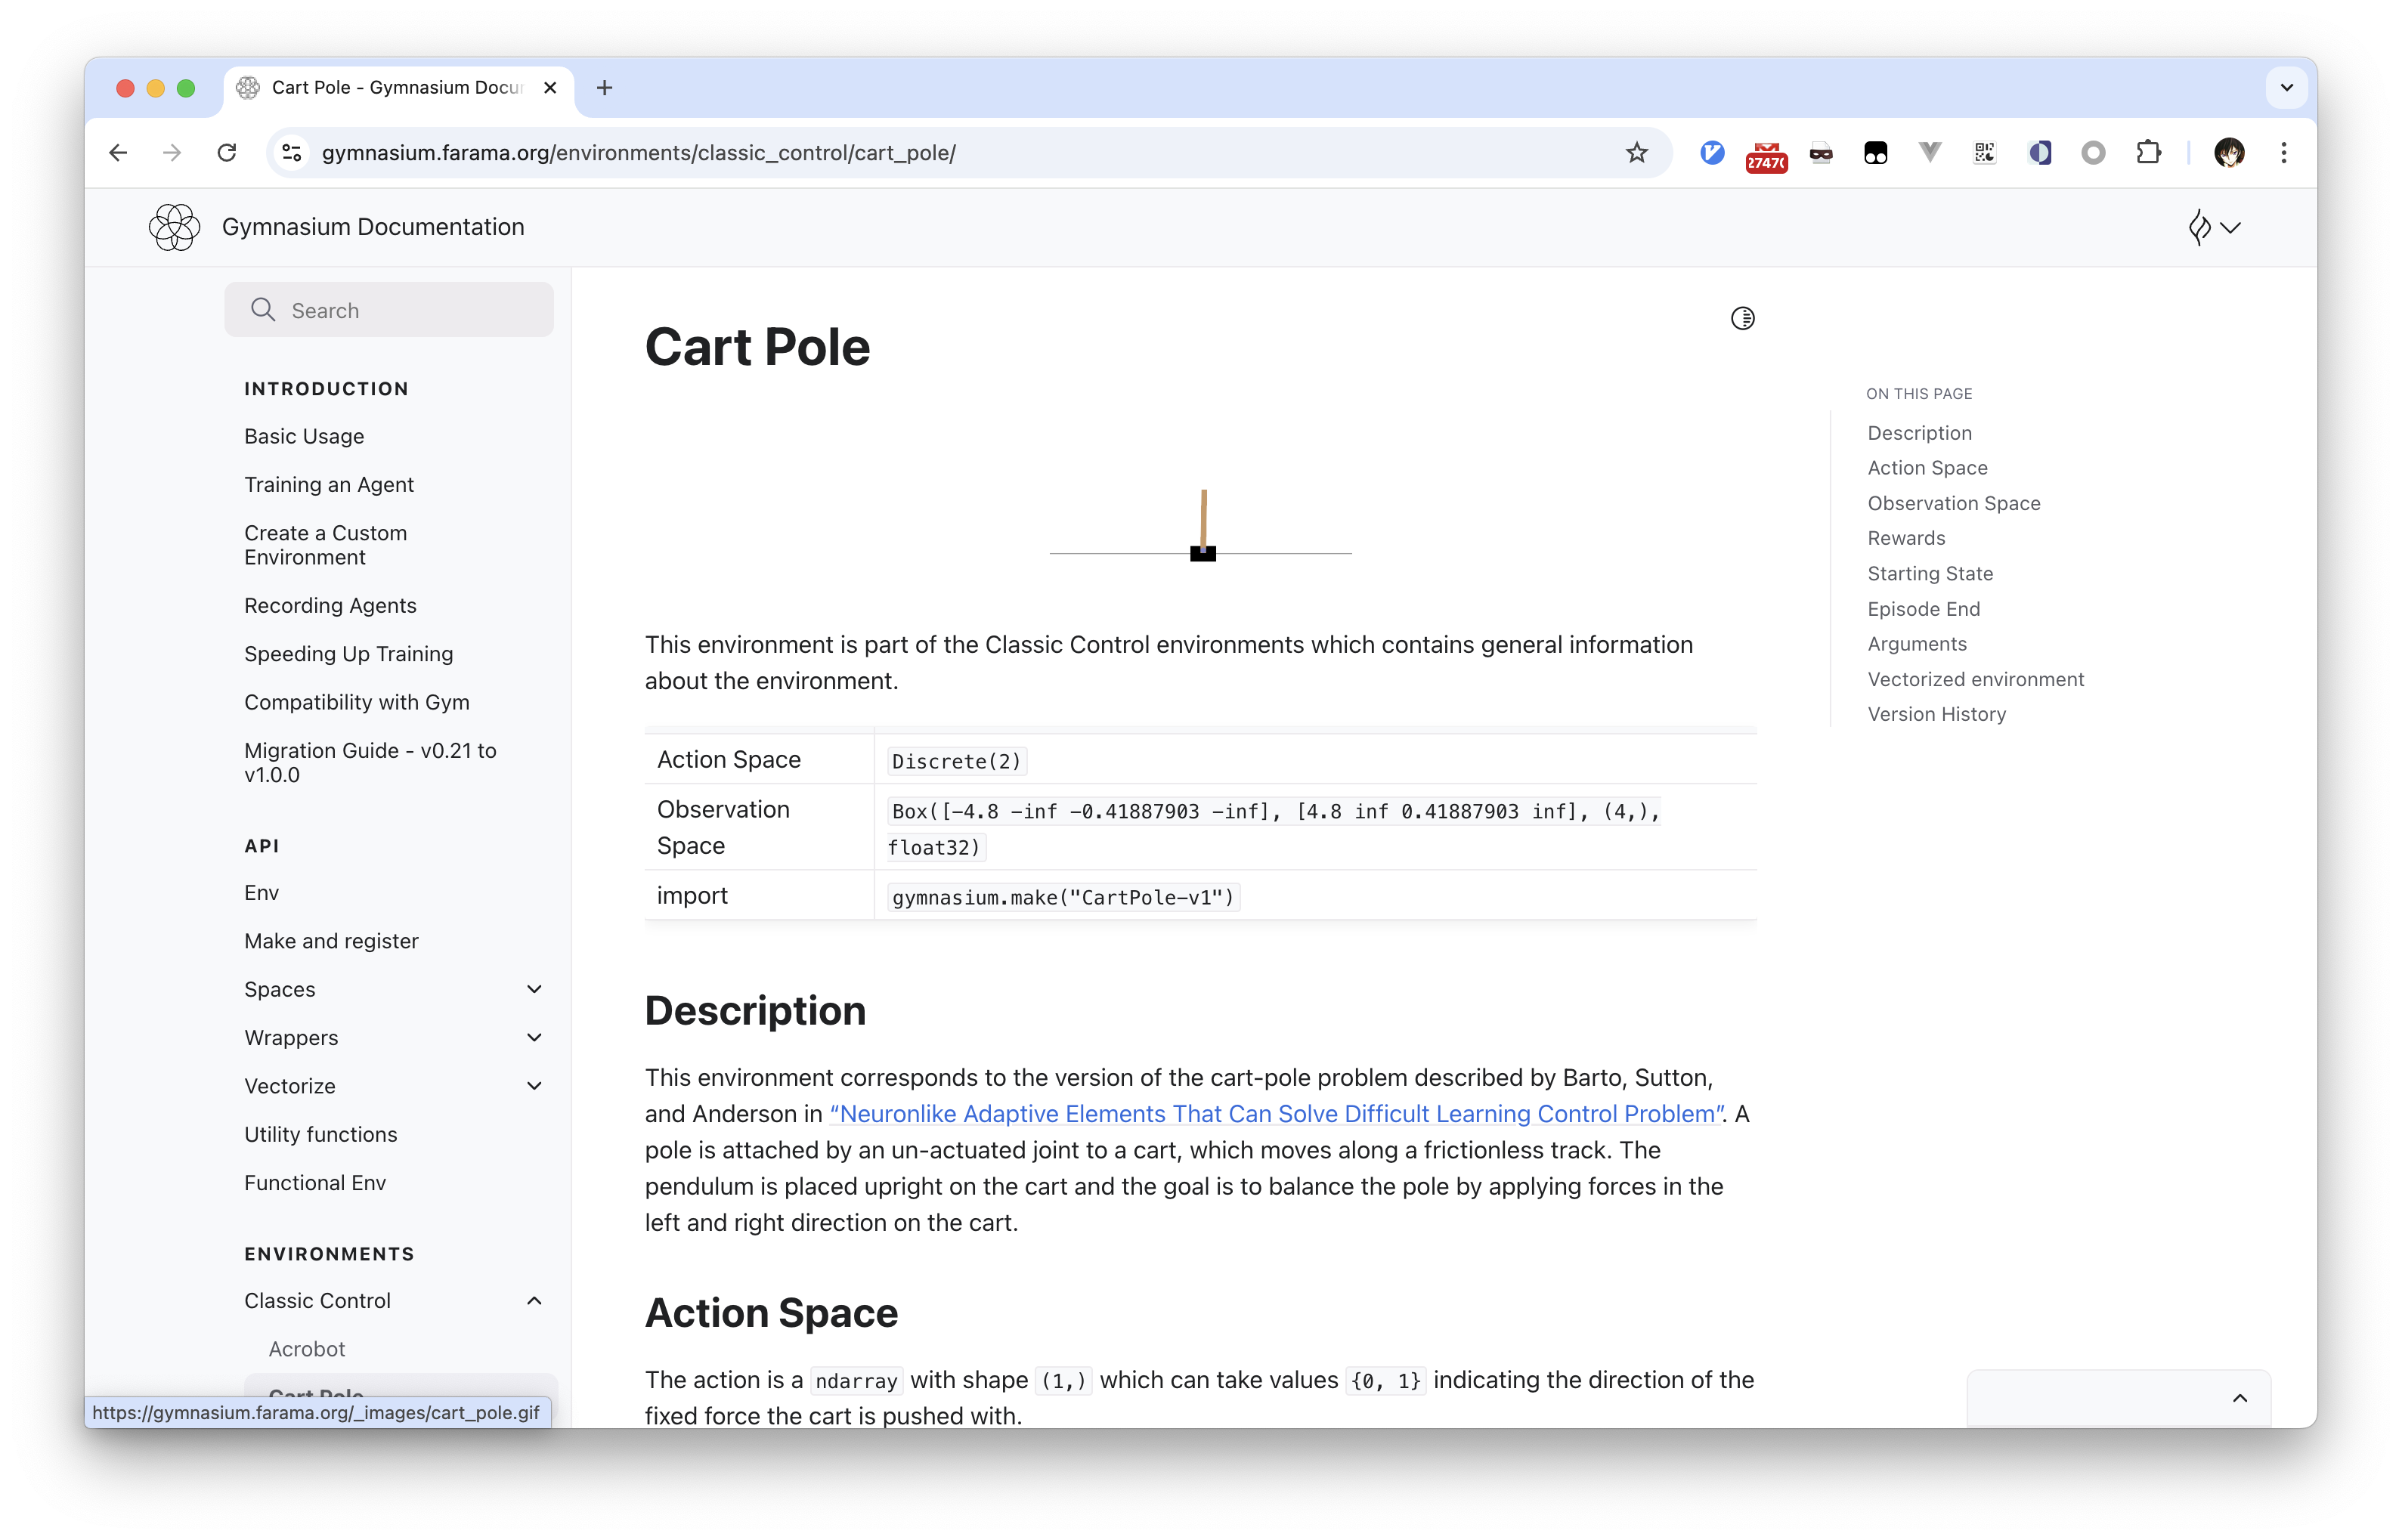 Cart Pole - Gymnasium Docu
gymnasium.farama.org/environments/classic_control/cart_pole/
Gymnasium Documentation
Search
INTRODUCTION
Basic Usage
Training an Agent
Create a Custom
Environment
Recording Agents
Speeding Up Training
Compatibility with Gym
Migration Guide - v0.21 to
v1.0.0
API
Env
Make and register
Spaces
Wrappers
Vectorize
Utility functions
Functional Env
ENVIRONMENTS
Classic Control
Acrobot
Cart Pole
https://gymnasium.farama.org/_images/cart_pole.gif
Cart Pole
This environment is part of the Classic Control environments which contains general information
about the environment.
Action Space Discrete(2)
Observation Space Box([-4.8 -inf -0.41887903 -inf], [4.8 inf 0.41887903 inf], (4,),
float32)
import gymnasium.make("CartPole-v1")
Description
This environment corresponds to the version of the cart-pole problem described by Barto, Sutton,
and Anderson in “Neuronlike Adaptive Elements That Can Solve Difficult Learning Control Problem”. A
pole is attached by an un-actuated joint to a cart, which moves along a frictionless track. The
pendulum is placed upright on the cart and the goal is to balance the pole by applying forces in the
left and right direction on the cart.
Action Space
The action is a ndarray with shape (1,) which can take values {0, 1} indicating the direction of the
fixed force the cart is pushed with.
ON THIS PAGE
Description
Action Space
Observation Space
Rewards
Starting State
Episode End
Arguments
Vectorized environment
Version History